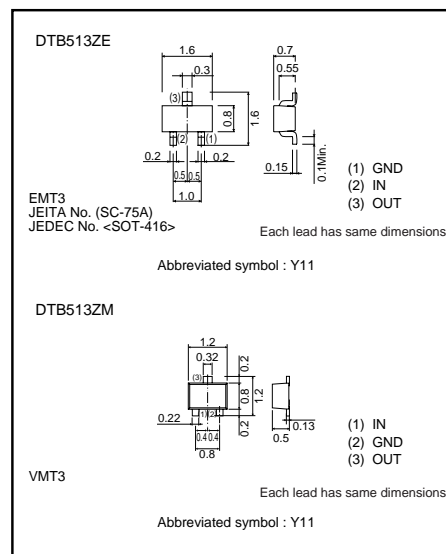 DTB513ZE
1.6
0.3
(3)
(2)
(1)
0.8
1.6
0.2
0.2
0.5 0.5
1.0
0.7
0.55
0.15
0.1Min.
(1) GND
(2) IN
(3) OUT
EMT3
JEITA No. (SC-75A)
JEDEC No. <SOT-416>
Each lead has same dimensions
Abbreviated symbol : Y11
DTB513ZM
1.2
0.32
(3)
0.2
0.8
1.2
0.2
0.22
(1)
(2)
0.4 0.4
0.8
0.13
0.5
(1) IN
(2) GND
(3) OUT
VMT3
Each lead has same dimensions
Abbreviated symbol : Y11